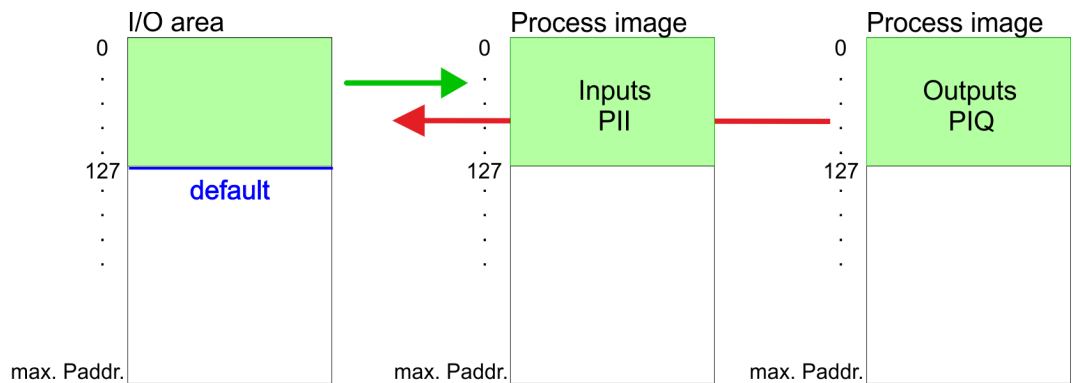 I/O area
0
.
.
.
.
127
default
.
.
.
.
max. Paddr.
Process image
0
.
.
.
.
Inputs
PII
127
.
.
.
.
max. Paddr.
Process image
0
.
.
.
.
Outputs
PIQ
127
.
.
.
.
max. Paddr.